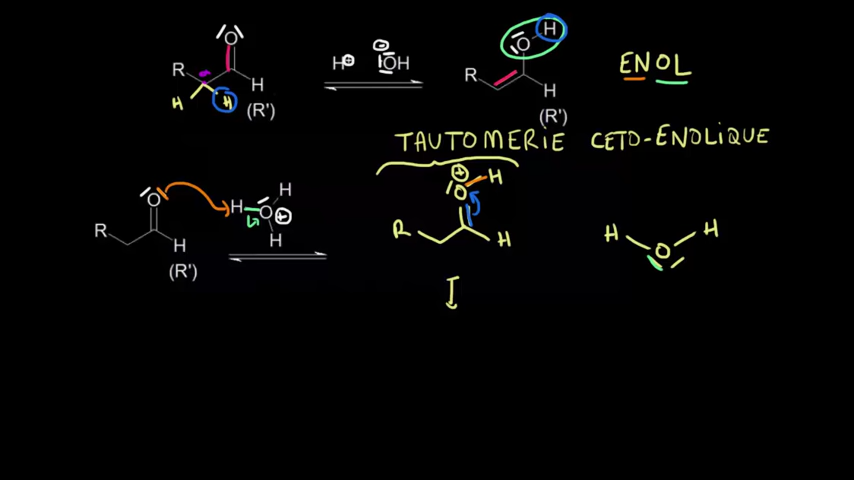 O H
R H H⊕ ⊖OH O R H ENOL
H H (R') (R')
TAUTOMERIE CETO-ENOLIQUE
O H H O ⊕ H ⊕ O H
R H (R') R H H O H